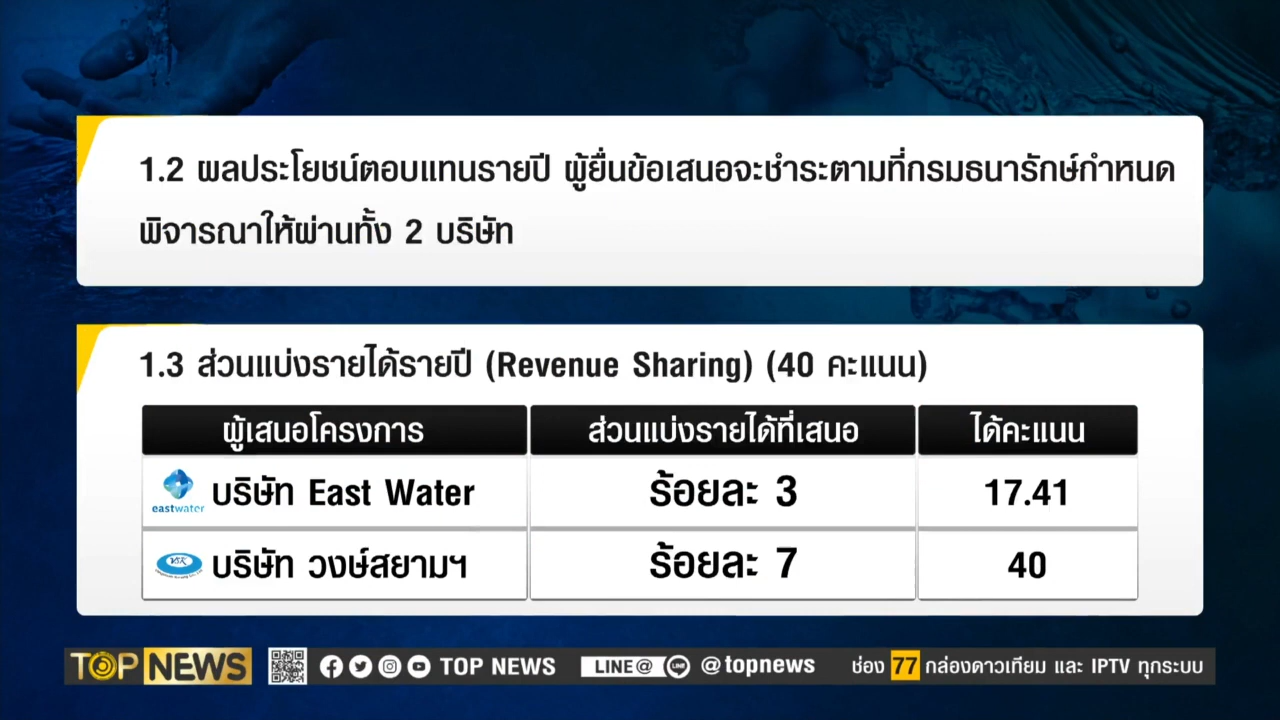 1.2 ผลประโยชน์ตอบแทนรายปี ผู้ยื่นข้อเสนอจะชำระตามที่กรมธนารักษ์กำหนด
พิจารณาให้ผ่านทั้ง 2 บริษัท
1.3 ส่วนแบ่งรายได้รายปี (Revenue Sharing) (40 คะแนน)
ผู้เสนอโครงการ ส่วนแบ่งรายได้ที่เสนอ ได้คะแนน
eastwater บริษัท East Water ร้อยละ 3 17.41
บริษัท วงษ์สยามฯ ร้อยละ 7 40
TOP NEWS TOP NEWS LINE@ LINE @topnews ช่อง 77 กล่องดาวเทียม และ IPTV ทุกระบบ